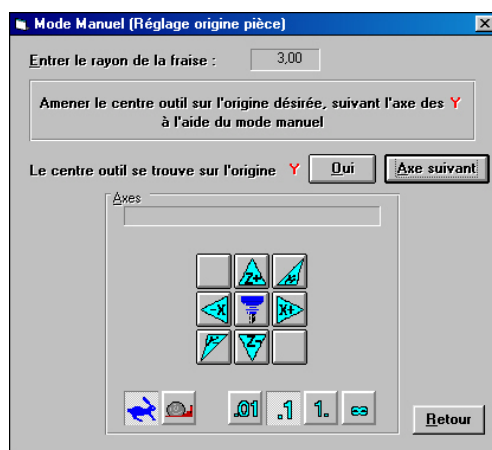 Mode Manuel (Réglage origine pièce)
Entrer le rayon de la fraise : 3,00
Amener le centre outil sur l'origine désirée, suivant l'axe des Y
à l'aide du mode manuel
Le centre outil se trouve sur l'origine Y Oui Axe suivant
Axes
Z+
-X X+
Z-
.01 .1 1. ∞
Retour